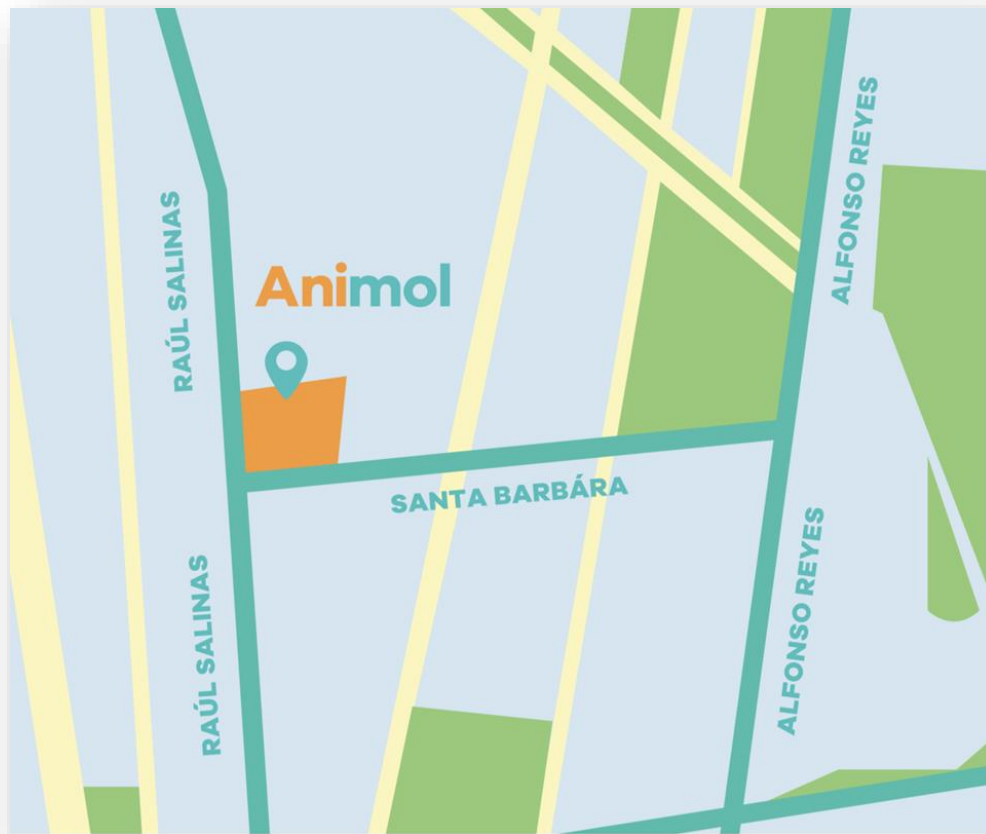 RAÚL SALINAS
Animol
ALFONSO REYES
SANTA BARBÁRA
RAÚL SALINAS
ALFONSO REYES